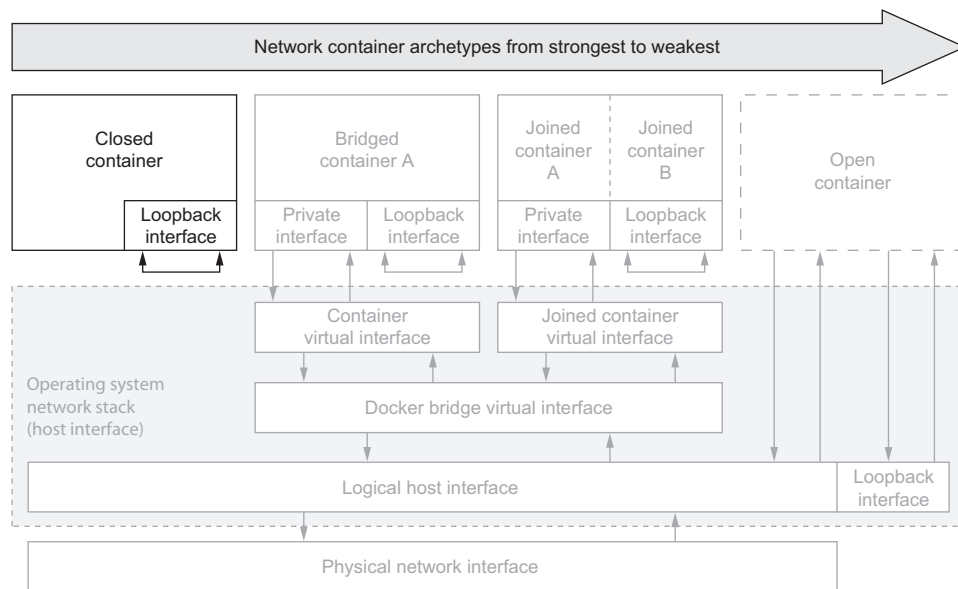 Network container archetypes from strongest to weakest
Closed
container
Loopback
interface
Bridged
container A
Private
interface
Loopback
interface
Joined
container
A
Joined
container
B
Private
interface
Loopback
interface
Open
container
Container
virtual interface
Joined container
virtual interface
Operating system
network stack
(host interface)
Docker bridge virtual interface
Logical host interface
Loopback
interface
Physical network interface